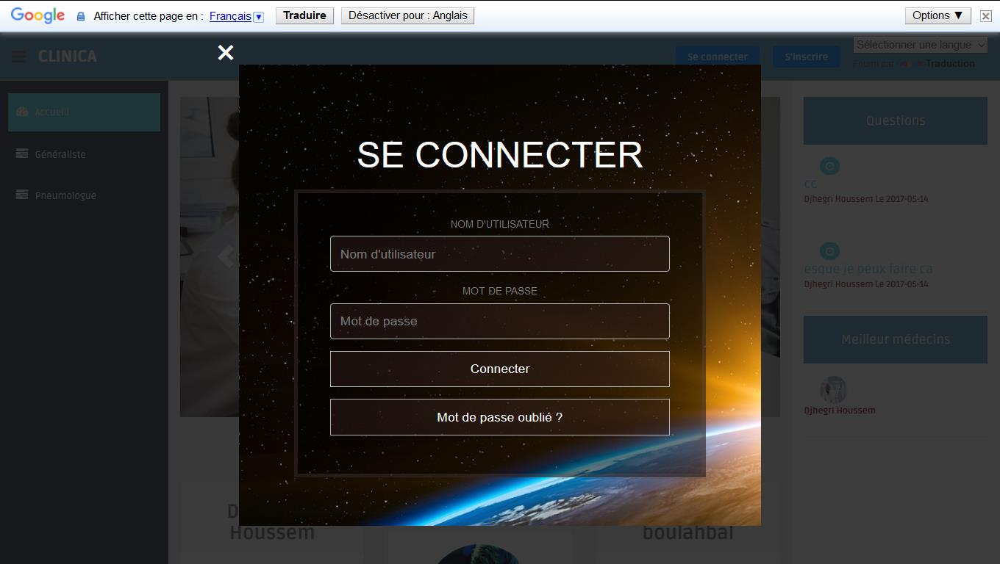 Google Afficher cette page en : Français Traduire Désactiver pour : Anglais Options ▼
CLINICA
Se connecter
S'inscrire
Sélectionner une langue
Fourni par Google Traduction
Accueill
Généraliste
Pneumologue
SE CONNECTER
NOM D'UTILISATEUR
Nom d'utilisateur
MOT DE PASSE
Mot de passe
Connecter
Mot de passe oublié ?
Questions
cc
Djhegri Houssem Le 2017-05-14
esque je peux faire ca
Djhegri Houssem Le 2017-05-14
Meilleur médecins
Djhegri Houssem
Houssem
boulahbal